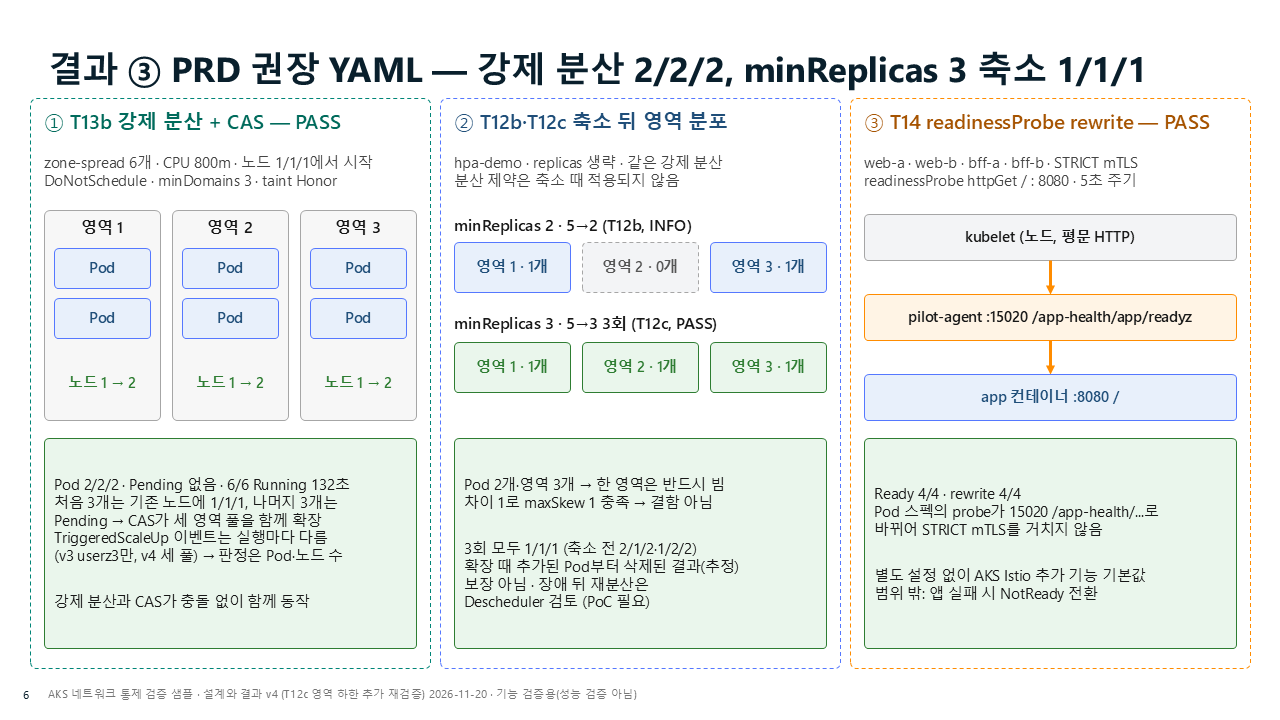 결과 ③ PRD 권장 YAML — 강제 분산 2/2/2, minReplicas 3 축소 1/1/1
① T13b 강제 분산 + CAS — PASS
zone-spread 6개 · CPU 800m · 노드 1/1/1에서 시작
DoNotSchedule · minDomains 3 · taint Honor
영역 1
영역 2
영역 3
Pod
Pod
Pod
Pod
Pod
Pod
노드 1 → 2
노드 1 → 2
노드 1 → 2
Pod 2/2/2 · Pending 없음 · 6/6 Running 132초
처음 3개는 기존 노드에 1/1/1, 나머지 3개는
Pending → CAS가 세 영역 풀을 함께 확장
TriggeredScaleUp 이벤트는 실행마다 다름
(v3 userz3만, v4 세 풀) → 판정은 Pod·노드 수
강제 분산과 CAS가 충돌 없이 함께 동작
② T12b·T12c 축소 뒤 영역 분포
hpa-demo · replicas 생략 · 같은 강제 분산
분산 제약은 축소 때 적용되지 않음
minReplicas 2 · 5→2 (T12b, INFO)
영역 1 · 1개
영역 2 · 0개
영역 3 · 1개
minReplicas 3 · 5→3 3회 (T12c, PASS)
영역 1 · 1개
영역 2 · 1개
영역 3 · 1개
Pod 2개·영역 3개 → 한 영역은 반드시 빔
차이 1로 maxSkew 1 충족 → 결함 아님
3회 모두 1/1/1 (축소 전 2/1/2·1/2/2)
확장 때 추가된 Pod부터 삭제된 결과(추정)
보장 아님 · 장애 뒤 재분산은
Descheduler 검토 (PoC 필요)
③ T14 readinessProbe rewrite — PASS
web-a · web-b · bff-a · bff-b · STRICT mTLS
readinessProbe httpGet / : 8080 · 5초 주기
kubelet (노드, 평문 HTTP)
pilot-agent :15020 /app-health/app/readyz
app 컨테이너 :8080 /
Ready 4/4 · rewrite 4/4
Pod 스펙의 probe가 15020 /app-health/...로
바뀌어 STRICT mTLS를 거치지 않음
별도 설정 없이 AKS Istio 추가 기능 기본값
범위 밖: 앱 실패 시 NotReady 전환
6 AKS 네트워크 통제 검증 샘플 · 설계와 결과 v4 (T12c 영역 하한 추가 재검증) 2026-11-20 · 기능 검증용(성능 검증 아님)